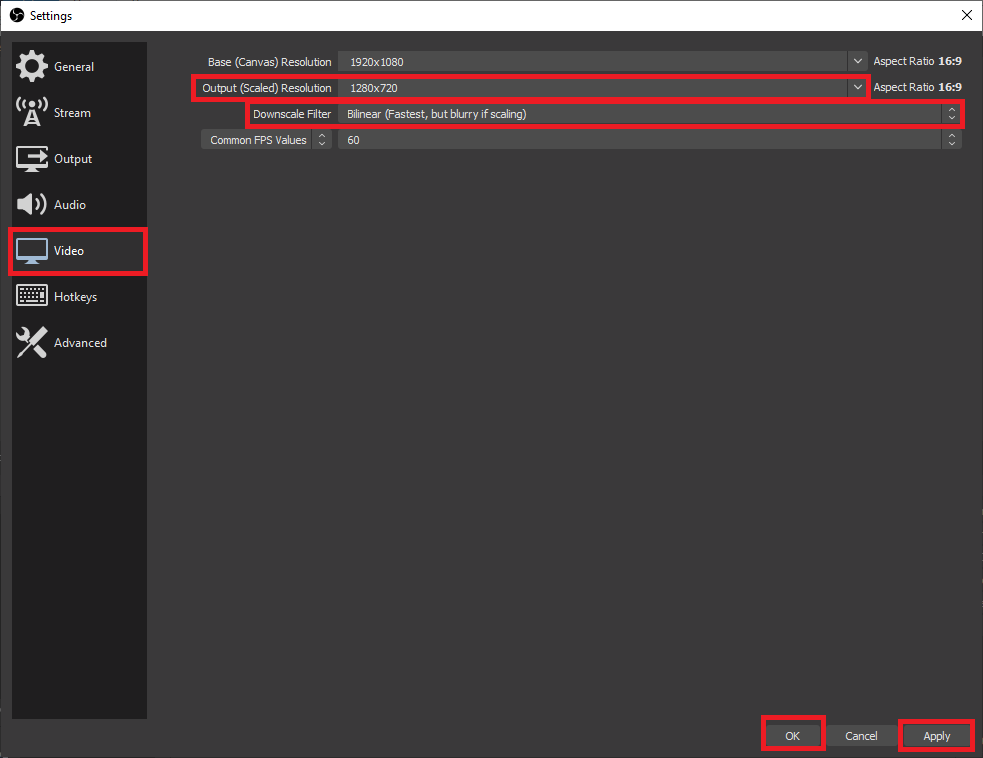 Settings
General
Stream
Output
Audio
Video
Hotkeys
Advanced
Base (Canvas) Resolution 1920x1080 Aspect Ratio 16:9
Output (Scaled) Resolution 1280x720 Aspect Ratio 16:9
Downscale Filter Bilinear (Fastest, but blurry if scaling)
Common FPS Values 60
OK Cancel Apply